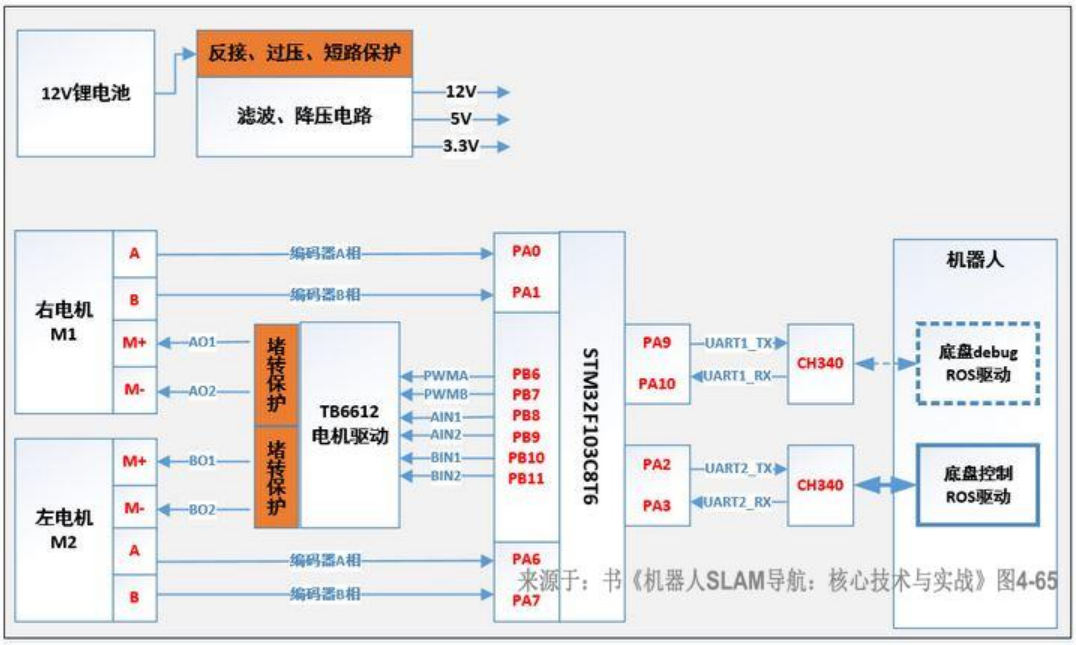 12V锂电池
反接、过压、短路保护
滤波、降压电路
12V
5V
3.3V
右电机
M1
A
B
M+
M-
编码器A相
编码器B相
AO1
AO2
堵转保护
堵转保护
TB6612
电机驱动
PWMA
PWMB
AIN1
AIN2
BIN1
BIN2
PA0
PA1
PB6
PB7
PB8
PB9
PB10
PB11
PA6
PA7
STM32F103C8T6
左电机
M2
M+
M-
A
B
BO1
BO2
编码器A相
编码器B相
PA9
PA10
UART1_TX
UART1_RX
CH340
PA2
PA3
UART2_TX
UART2_RX
CH340
机器人
底盘debug
ROS驱动
底盘控制
ROS驱动
来源于：书《机器人SLAM导航：核心技术与实战》图4-65